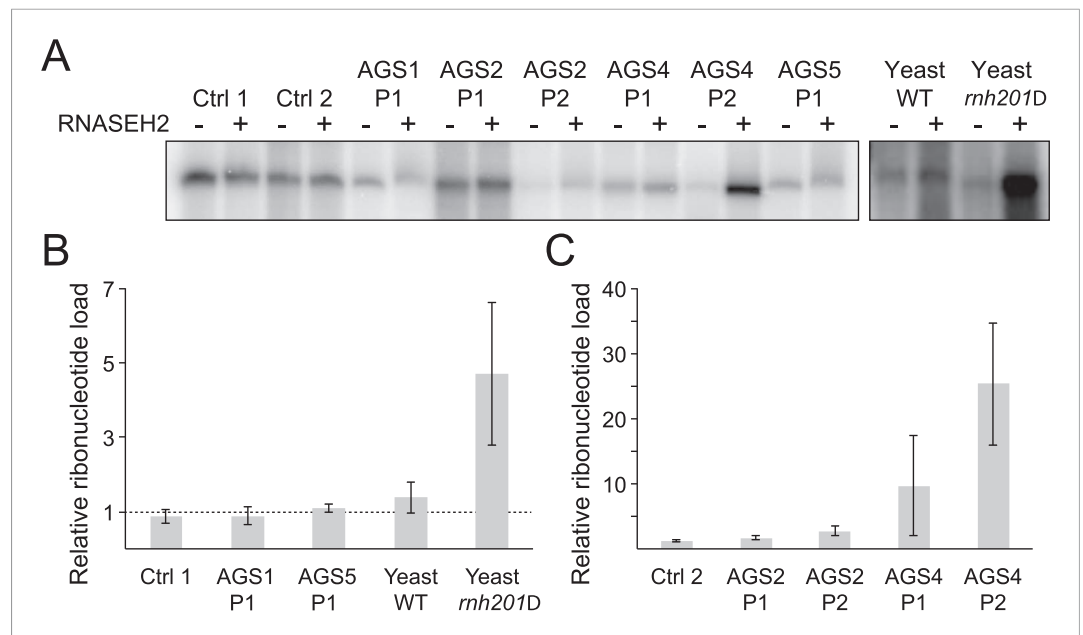 A
AGS1 AGS2 AGS2 AGS4 AGS4 AGS5 Yeast Yeast
Ctrl 1 Ctrl 2 P1 P1 P2 P1 P2 P1 WT rnh201D
RNASEH2 - + - + - + - + - + - + - + - + - + - +
B
Relative ribonucleotide load
7
5
3
1
Ctrl 1 AGS1 AGS5 Yeast Yeast
P1 P1 WT rnh201D
C
Relative ribonucleotide load
40
30
20
10
Ctrl 2 AGS2 AGS2 AGS4 AGS4
P1 P2 P1 P2